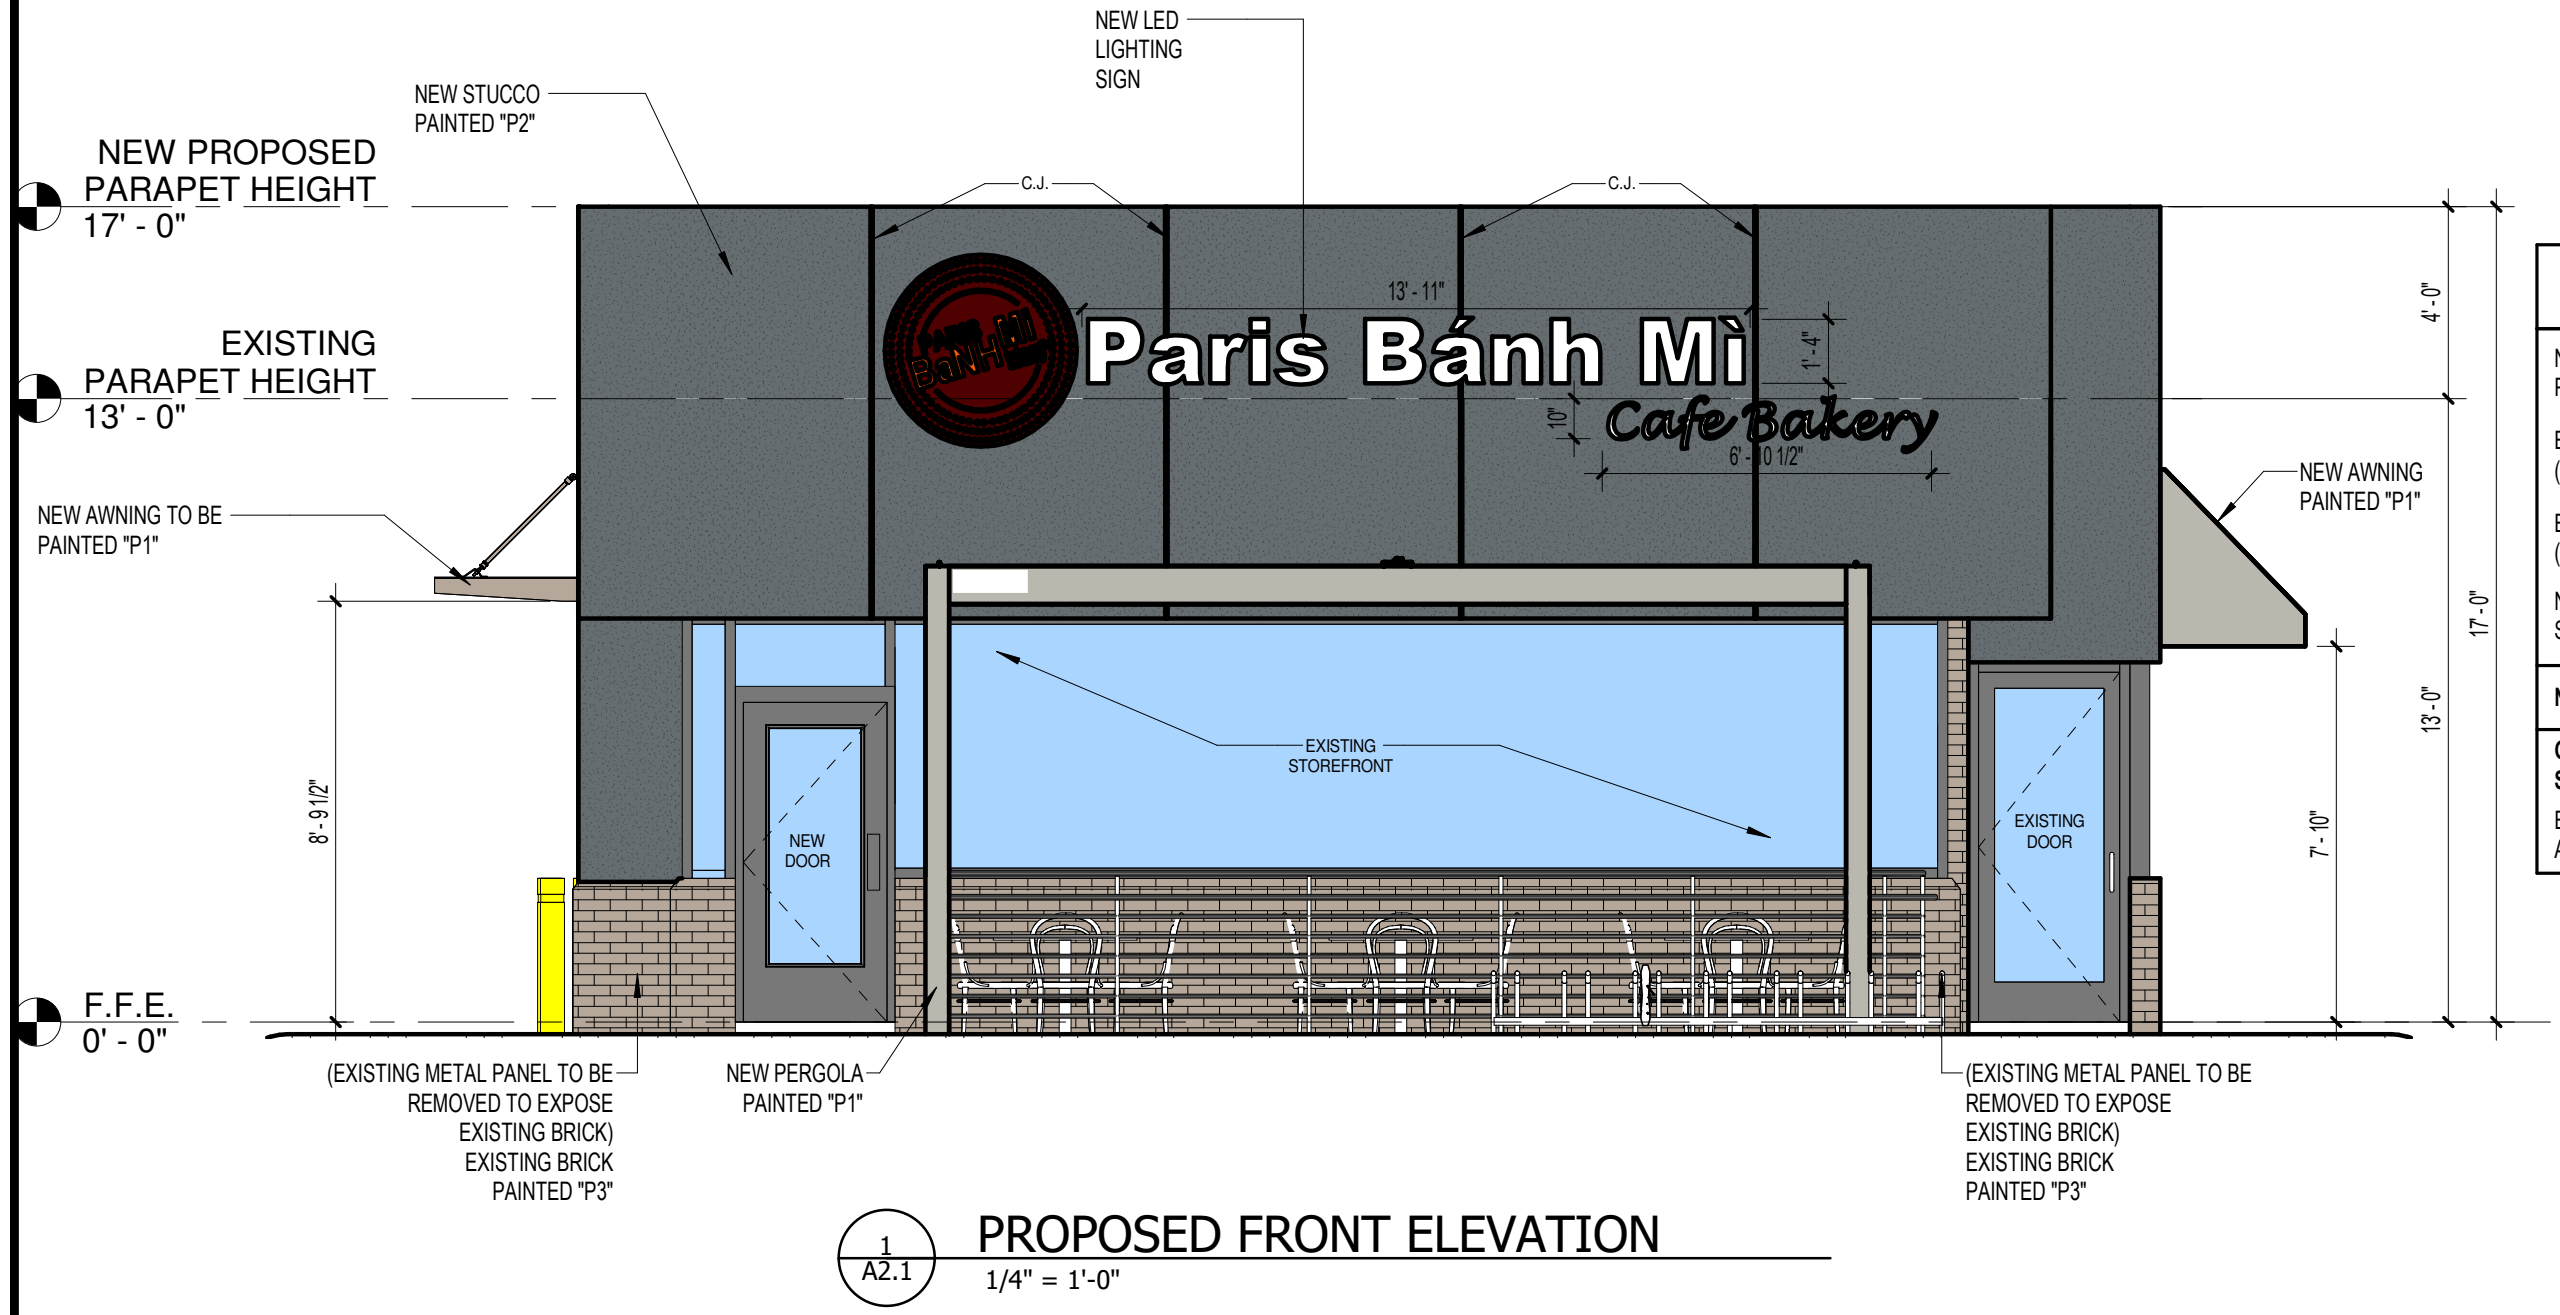 NEW LED
LIGHTING
SIGN
NEW STUCCO
PAINTED "P2"
NEW PROPOSED
PARAPET HEIGHT
17' - 0"
C.J.
C.J.
EXISTING
PARAPET HEIGHT
13' - 0"
13' - 11"
BaNH Mì
Paris Bánh Mì
1' - 4"
10"
Cafe Bakery
6' - 10 1/2"
4' - 0"
17' - 0"
13' - 0"
NEW AWNING TO BE
PAINTED "P1"
NEW AWNING
PAINTED "P1"
8' - 9 1/2"
7' - 10"
EXISTING
STOREFRONT
NEW
DOOR
EXISTING
DOOR
F.F.E.
0' - 0"
(EXISTING METAL PANEL TO BE
REMOVED TO EXPOSE
EXISTING BRICK)
EXISTING BRICK
PAINTED "P3"
NEW PERGOLA
PAINTED "P1"
(EXISTING METAL PANEL TO BE
REMOVED TO EXPOSE
EXISTING BRICK)
EXISTING BRICK
PAINTED "P3"
1
A2.1
PROPOSED FRONT ELEVATION
1/4" = 1'-0"